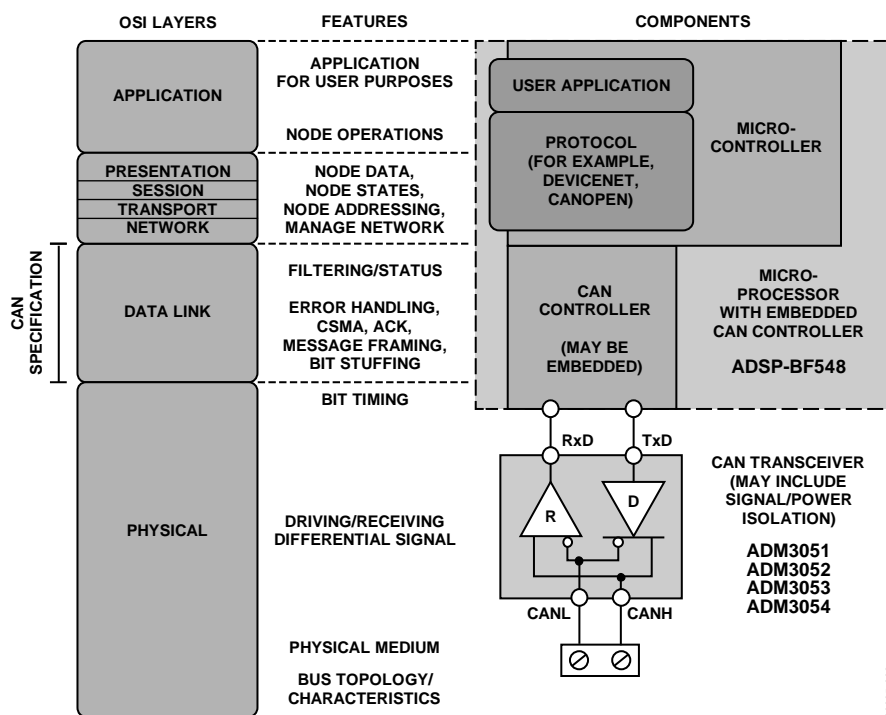 OSI LAYERS
FEATURES
COMPONENTS
APPLICATION
APPLICATION
FOR USER PURPOSES
NODE OPERATIONS
USER APPLICATION
PROTOCOL
(FOR EXAMPLE,
DEVICENET,
CANOPEN)
MICRO-
CONTROLLER
PRESENTATION
SESSION
TRANSPORT
NETWORK
NODE DATA,
NODE STATES,
NODE ADDRESSING,
MANAGE NETWORK
CAN
SPECIFICATION
DATA LINK
FILTERING/STATUS
ERROR HANDLING,
CSMA, ACK,
MESSAGE FRAMING,
BIT STUFFING
CAN
CONTROLLER
(MAY BE
EMBEDDED)
MICRO-
PROCESSOR
WITH EMBEDDED
CAN CONTROLLER
ADSP-BF548
PHYSICAL
BIT TIMING
DRIVING/RECEIVING
DIFFERENTIAL SIGNAL
PHYSICAL MEDIUM
BUS TOPOLOGY/
CHARACTERISTICS
RxD
TxD
R
D
CANL
CANH
CAN TRANSCEIVER
(MAY INCLUDE
SIGNAL/POWER
ISOLATION)
ADM3051
ADM3052
ADM3053
ADM3054